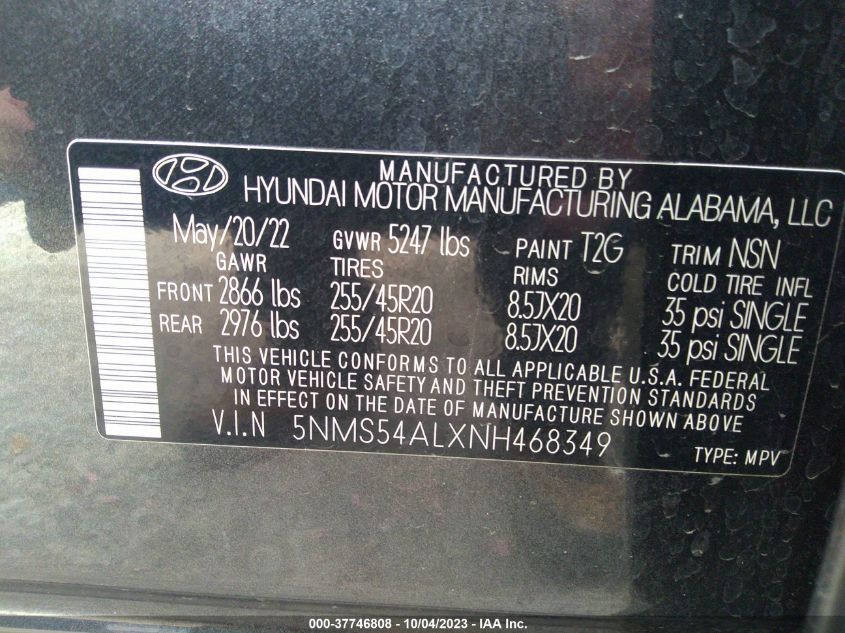 MANUFACTURED BY
HYUNDAI MOTOR MANUFACTURING ALABAMA, LLC
May/20/22 GVWR 5247 lbs PAINT T2G TRIM NSN
GAWR TIRES RIMS COLD TIRE INFL
FRONT 2866 lbs 255/45R20 8.5JX20 35 psi SINGLE
REAR 2976 lbs 255/45R20 8.5JX20 35 psi SINGLE
THIS VEHICLE CONFORMS TO ALL APPLICABLE U.S.A. FEDERAL
MOTOR VEHICLE SAFETY AND THEFT PREVENTION STANDARDS
IN EFFECT ON THE DATE OF MANUFACTURE SHOWN ABOVE
V.I.N 5NMS54ALXNH468349 TYPE: MPV
000-37746808 - 10/04/2023 - IAA Inc.